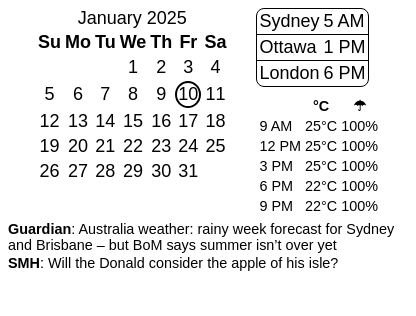 January 2025
Su Mo Tu We Th Fr Sa
1 2 3 4
5 6 7 8 9 10 11
12 13 14 15 16 17 18
19 20 21 22 23 24 25
26 27 28 29 30 31
Sydney 5 AM
Ottawa 1 PM
London 6 PM
°C ☂
9 AM 25°C 100%
12 PM 25°C 100%
3 PM 25°C 100%
6 PM 22°C 100%
9 PM 22°C 100%
Guardian: Australia weather: rainy week forecast for Sydney
and Brisbane – but BoM says summer isn’t over yet
SMH: Will the Donald consider the apple of his isle?